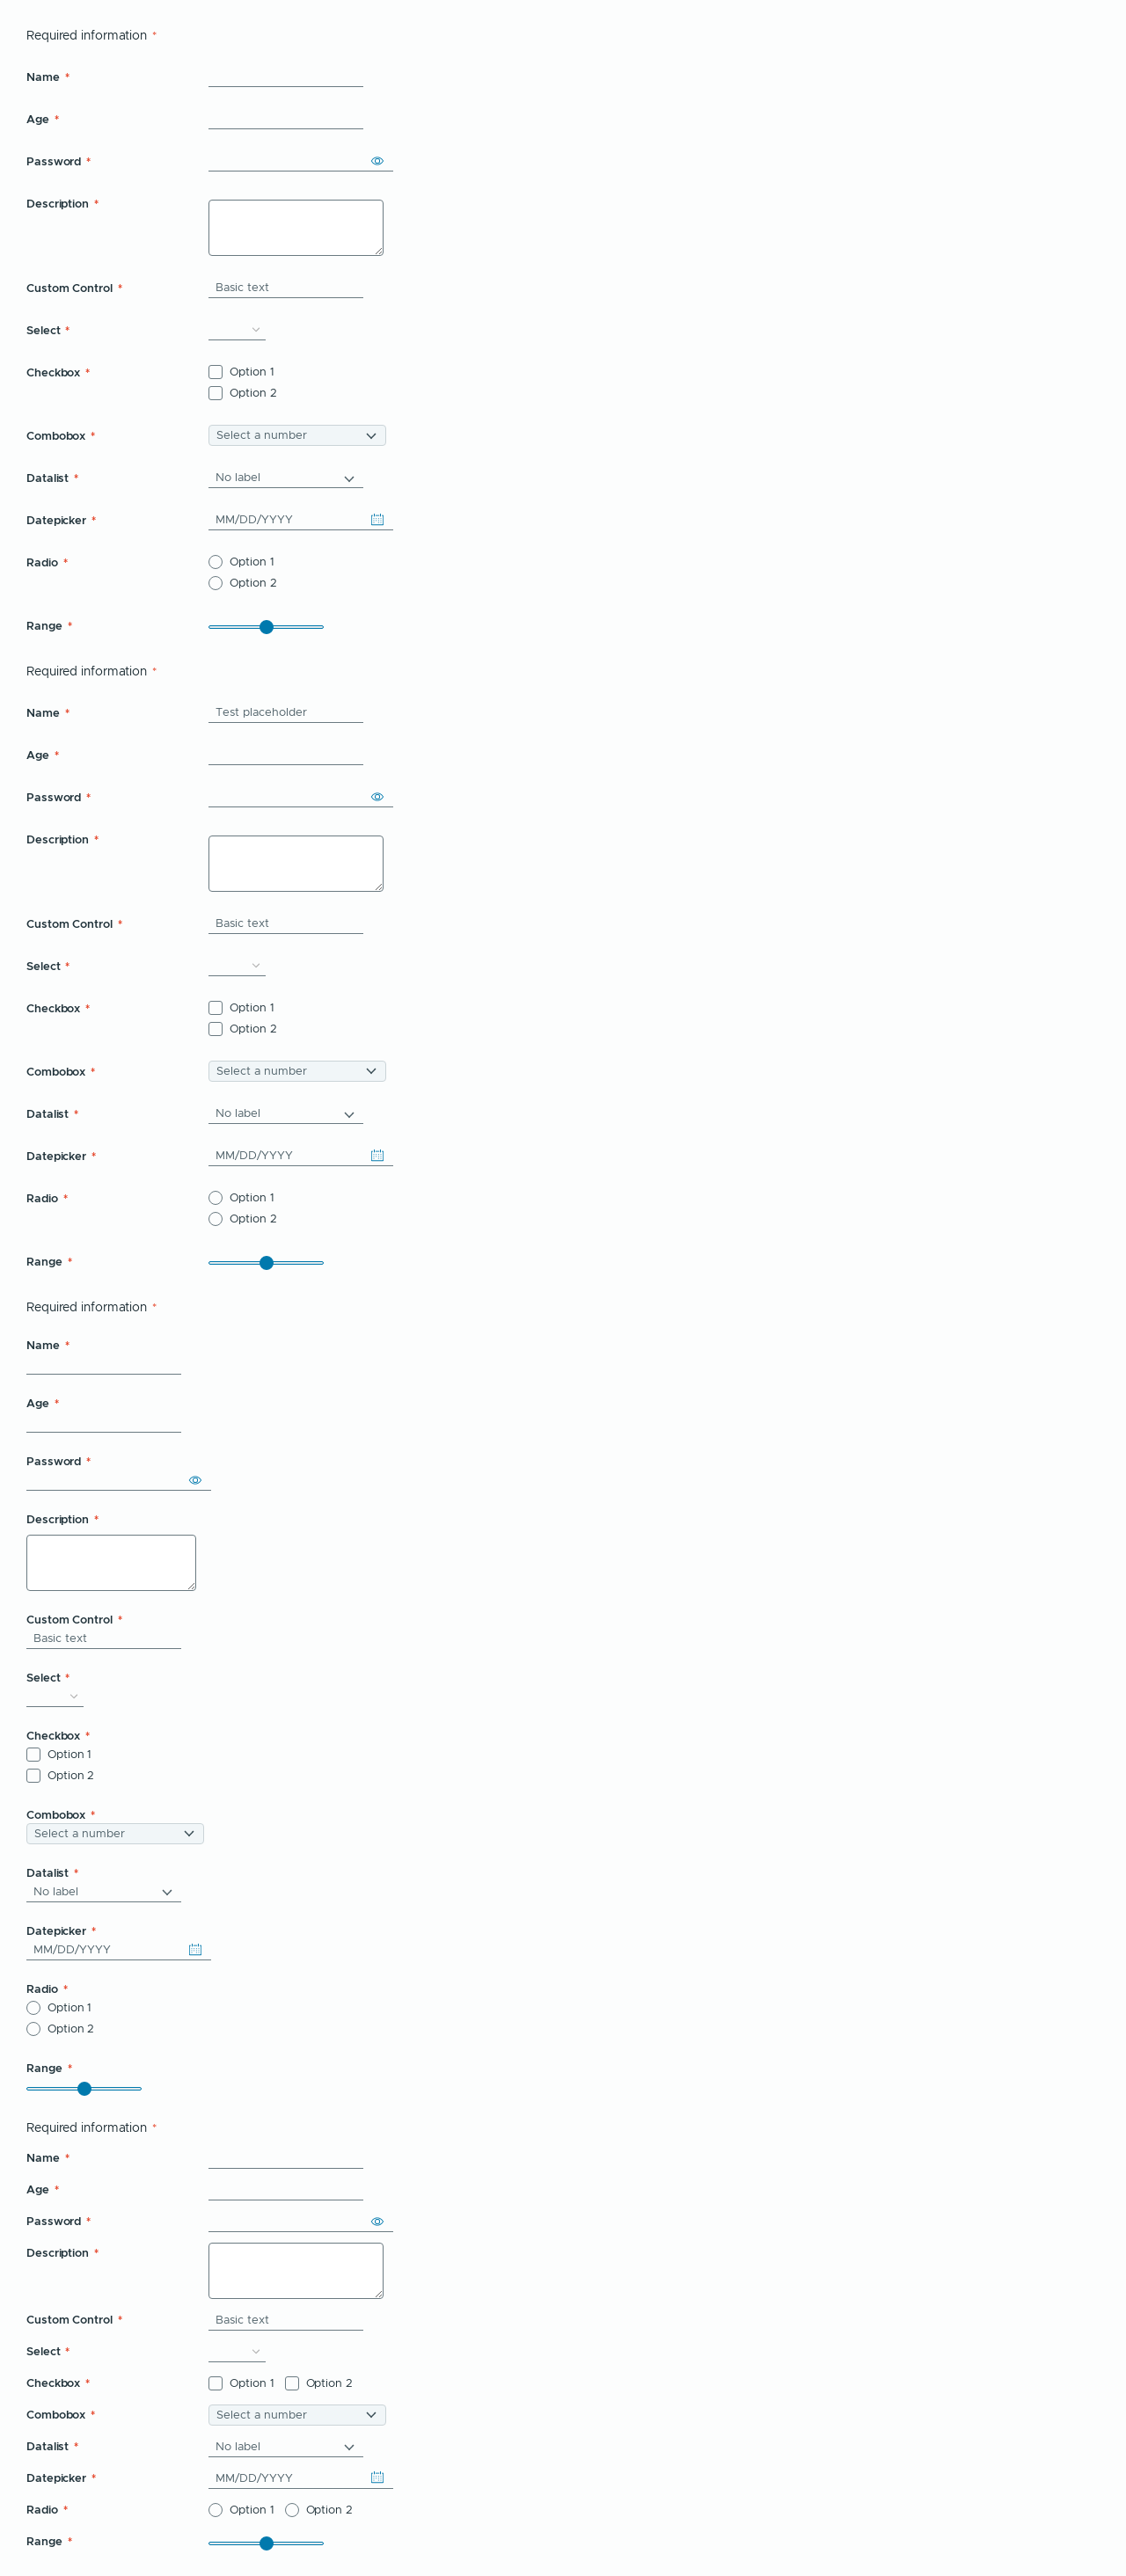 Required information *
Name *
Age *
Password *
Description *
Custom Control * Basic text
Select *
Checkbox * Option 1
Option 2
Combobox * Select a number
Datalist * No label
Datepicker * MM/DD/YYYY
Radio * Option 1
Option 2
Range *
Required information *
Name * Test placeholder
Age *
Password *
Description *
Custom Control * Basic text
Select *
Checkbox * Option 1
Option 2
Combobox * Select a number
Datalist * No label
Datepicker * MM/DD/YYYY
Radio * Option 1
Option 2
Range *
Required information *
Name *
Age *
Password *
Description *
Custom Control *
Basic text
Select *
Checkbox *
Option 1
Option 2
Combobox *
Select a number
Datalist *
No label
Datepicker *
MM/DD/YYYY
Radio *
Option 1
Option 2
Range *
Required information *
Name *
Age *
Password *
Description *
Custom Control * Basic text
Select *
Checkbox * Option 1 Option 2
Combobox * Select a number
Datalist * No label
Datepicker * MM/DD/YYYY
Radio * Option 1 Option 2
Range *